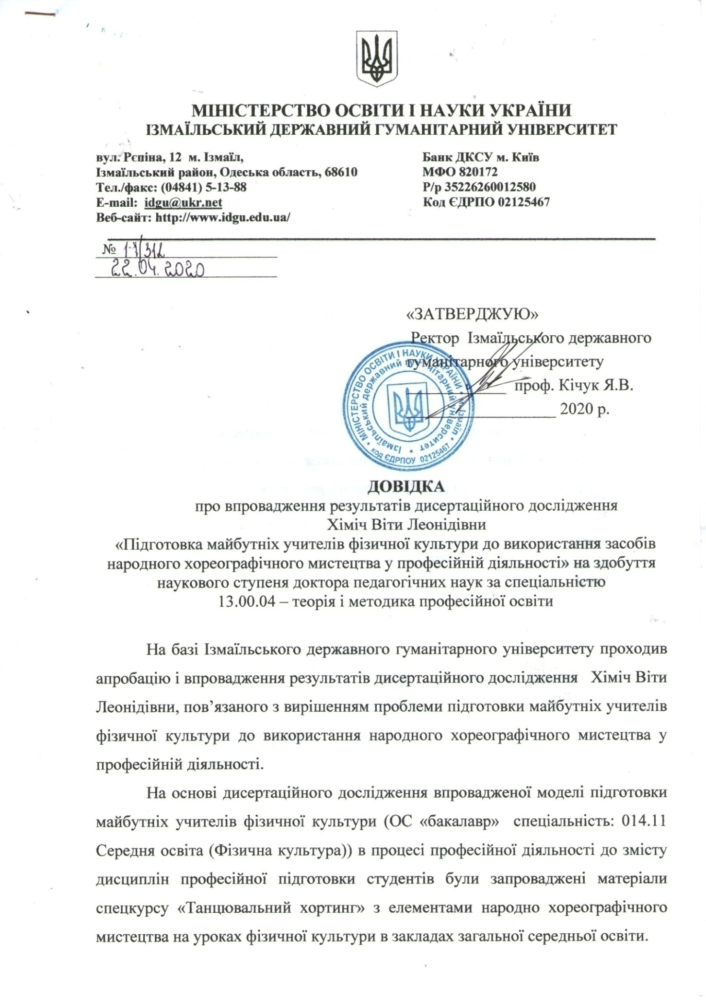 МІНІСТЕРСТВО ОСВІТИ І НАУКИ УКРАЇНИ
ІЗМАЇЛЬСЬКИЙ ДЕРЖАВНИЙ ГУМАНІТАРНИЙ УНІВЕРСИТЕТ
вул. Рєпіна, 12 м. Ізмаїл,
Ізмаїльський район, Одеська область, 68610
Тел./факс: (04841) 5-13-88
E-mail: idgu@ukr.net
Веб-сайт: http://www.idgu.edu.ua/
Банк ДКСУ м. Київ
МФО 820172
Р/р 35226260012580
Код ЄДРПО 02125467
№ 1-7/312
22.04.2020
«ЗАТВЕРДЖУЮ»
Ректор Ізмаїльського державного
гуманітарного університету
проф. Кічук Я.В.
2020 р.
* МІНІСТЕРСТВО ОСВІТИ І НАУКИ УКРАЇНИ * м. Ізмаїл *
Ізмаїльський державний гуманітарний університет *
код ЄДРПОУ 02125467
ДОВІДКА
про впровадження результатів дисертаційного дослідження
Хіміч Віти Леонідівни
«Підготовка майбутніх учителів фізичної культури до використання засобів
народного хореографічного мистецтва у професійній діяльності» на здобуття
наукового ступеня доктора педагогічних наук за спеціальністю
13.00.04 – теорія і методика професійної освіти
На базі Ізмаїльського державного гуманітарного університету проходив
апробацію і впровадження результатів дисертаційного дослідження Хіміч Віти
Леонідівни, пов’язаного з вирішенням проблеми підготовки майбутніх учителів
фізичної культури до використання народного хореографічного мистецтва у
професійній діяльності.
На основі дисертаційного дослідження впровадженої моделі підготовки
майбутніх учителів фізичної культури (ОС «бакалавр» спеціальність: 014.11
Середня освіта (Фізична культура)) в процесі професійної діяльності до змісту
дисциплін професійної підготовки студентів були запроваджені матеріали
спецкурсу «Танцювальний хортинг» з елементами народно хореографічного
мистецтва на уроках фізичної культури в закладах загальної середньої освіти.